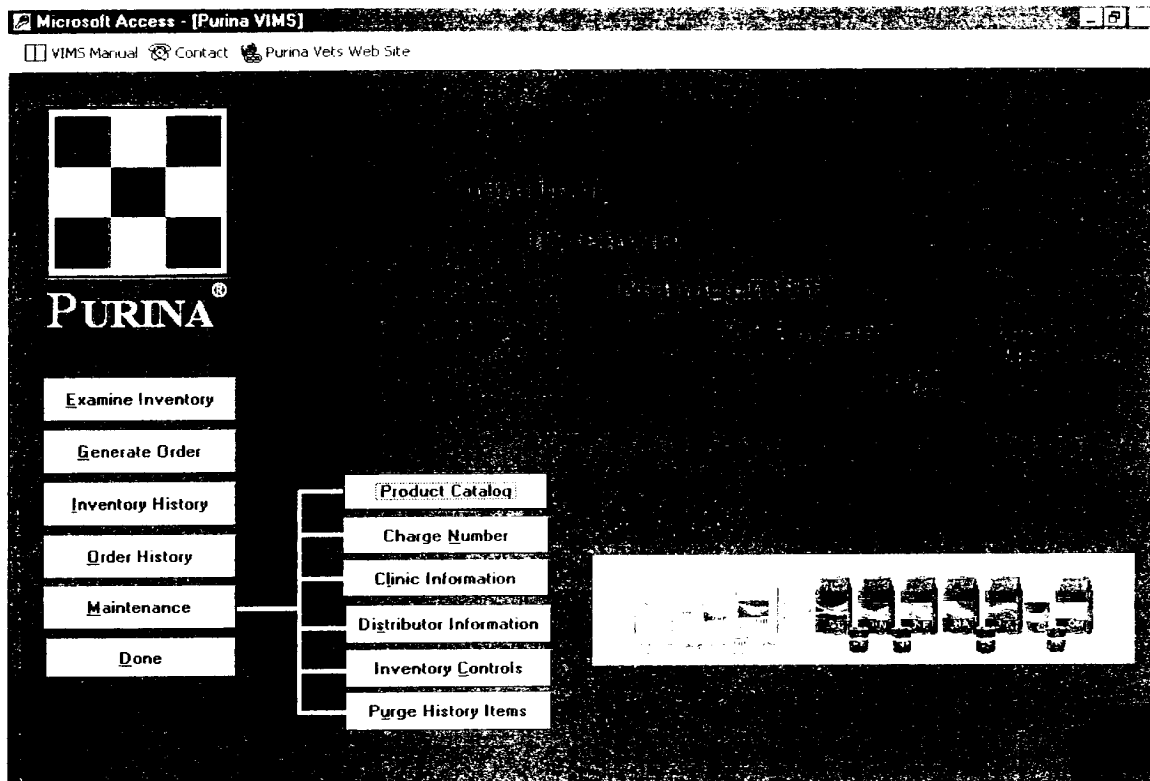 Microsoft Access - [Purina VIMS]
VIMS Manual Contact Purina Vets Web Site
PURINA®
Examine Inventory
Generate Order
Inventory History
Order History
Maintenance
Done
Product Catalog
Charge Number
Clinic Information
Distributor Information
Inventory Controls
Purge History Items